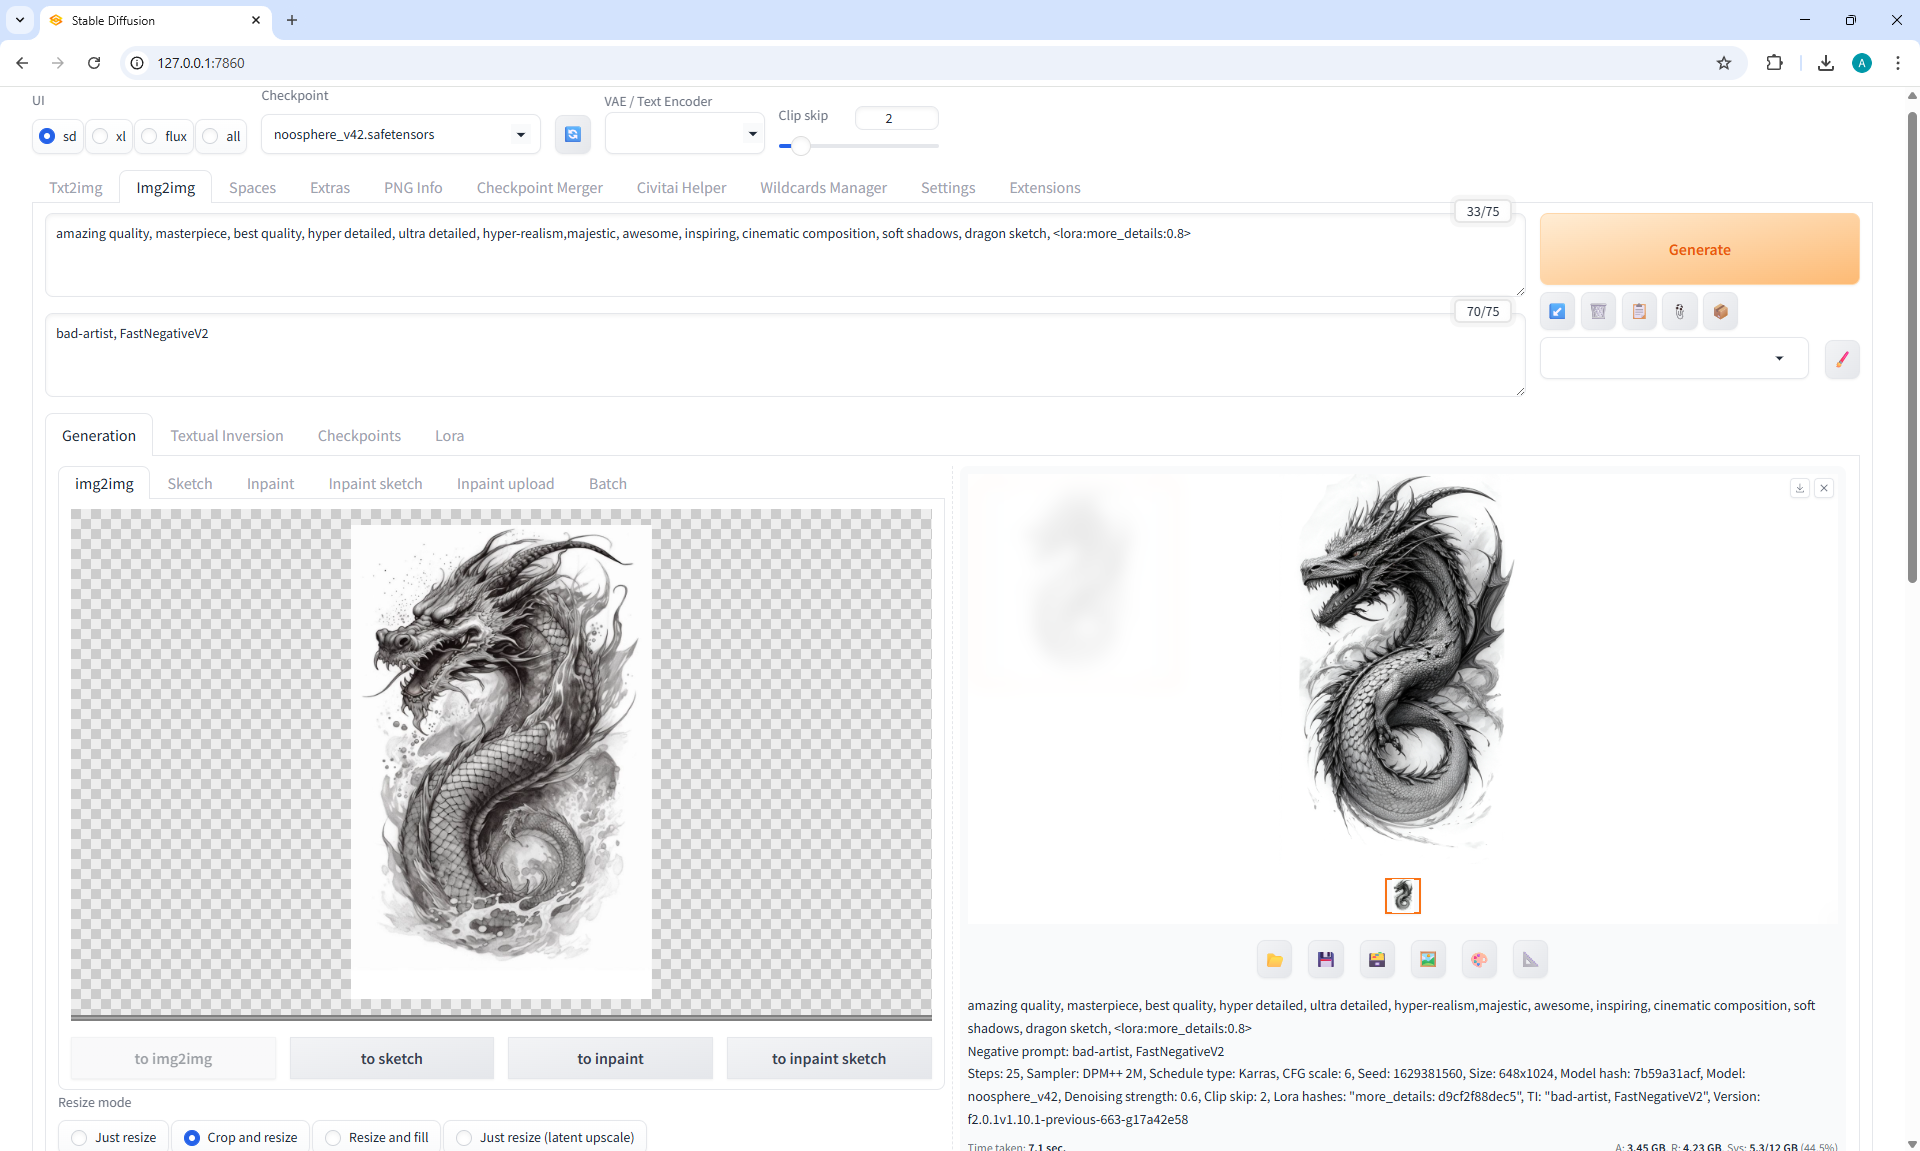 Stable Diffusion
127.0.0.1:7860
A
UI
Checkpoint
VAE / Text Encoder
Clip skip
2
sd
xl
flux
all
noosphere_v42.safetensors
Txt2img
Img2img
Spaces
Extras
PNG Info
Checkpoint Merger
Civitai Helper
Wildcards Manager
Settings
Extensions
33/75
amazing quality, masterpiece, best quality, hyper detailed, ultra detailed, hyper-realism,majestic, awesome, inspiring, cinematic composition, soft shadows, dragon sketch, <lora:more_details:0.8>
Generate
70/75
bad-artist, FastNegativeV2
Generation
Textual Inversion
Checkpoints
Lora
img2img
Sketch
Inpaint
Inpaint sketch
Inpaint upload
Batch
to img2img
to sketch
to inpaint
to inpaint sketch
Resize mode
Just resize
Crop and resize
Resize and fill
Just resize (latent upscale)
amazing quality, masterpiece, best quality, hyper detailed, ultra detailed, hyper-realism,majestic, awesome, inspiring, cinematic composition, soft
shadows, dragon sketch, <lora:more_details:0.8>
Negative prompt: bad-artist, FastNegativeV2
Steps: 25, Sampler: DPM++ 2M, Schedule type: Karras, CFG scale: 6, Seed: 1629381560, Size: 648x1024, Model hash: 7b59a31acf, Model:
noosphere_v42, Denoising strength: 0.6, Clip skip: 2, Lora hashes: "more_details: d9cf2f88dec5", TI: "bad-artist, FastNegativeV2", Version:
f2.0.1v1.10.1-previous-663-g17a42e58
Time taken: 7.1 sec.
A: 3.45 GB, R: 4.23 GB, Sys: 5.3/12 GB (44.5%)